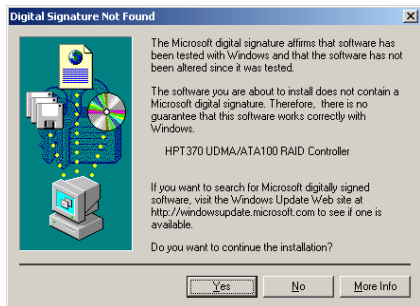 Digital Signature Not Found
The Microsoft digital signature affirms that software has
been tested with Windows and that the software has not
been altered since it was tested.
The software you are about to install does not contain a
Microsoft digital signature. Therefore, there is no
guarantee that this software works correctly with
Windows.
HPT370 UDMA/ATA100 RAID Controller
If you want to search for Microsoft digitally signed
software, visit the Windows Update Web site at
http://windowsupdate.microsoft.com to see if one is
available.
Do you want to continue the installation?
Yes No More Info